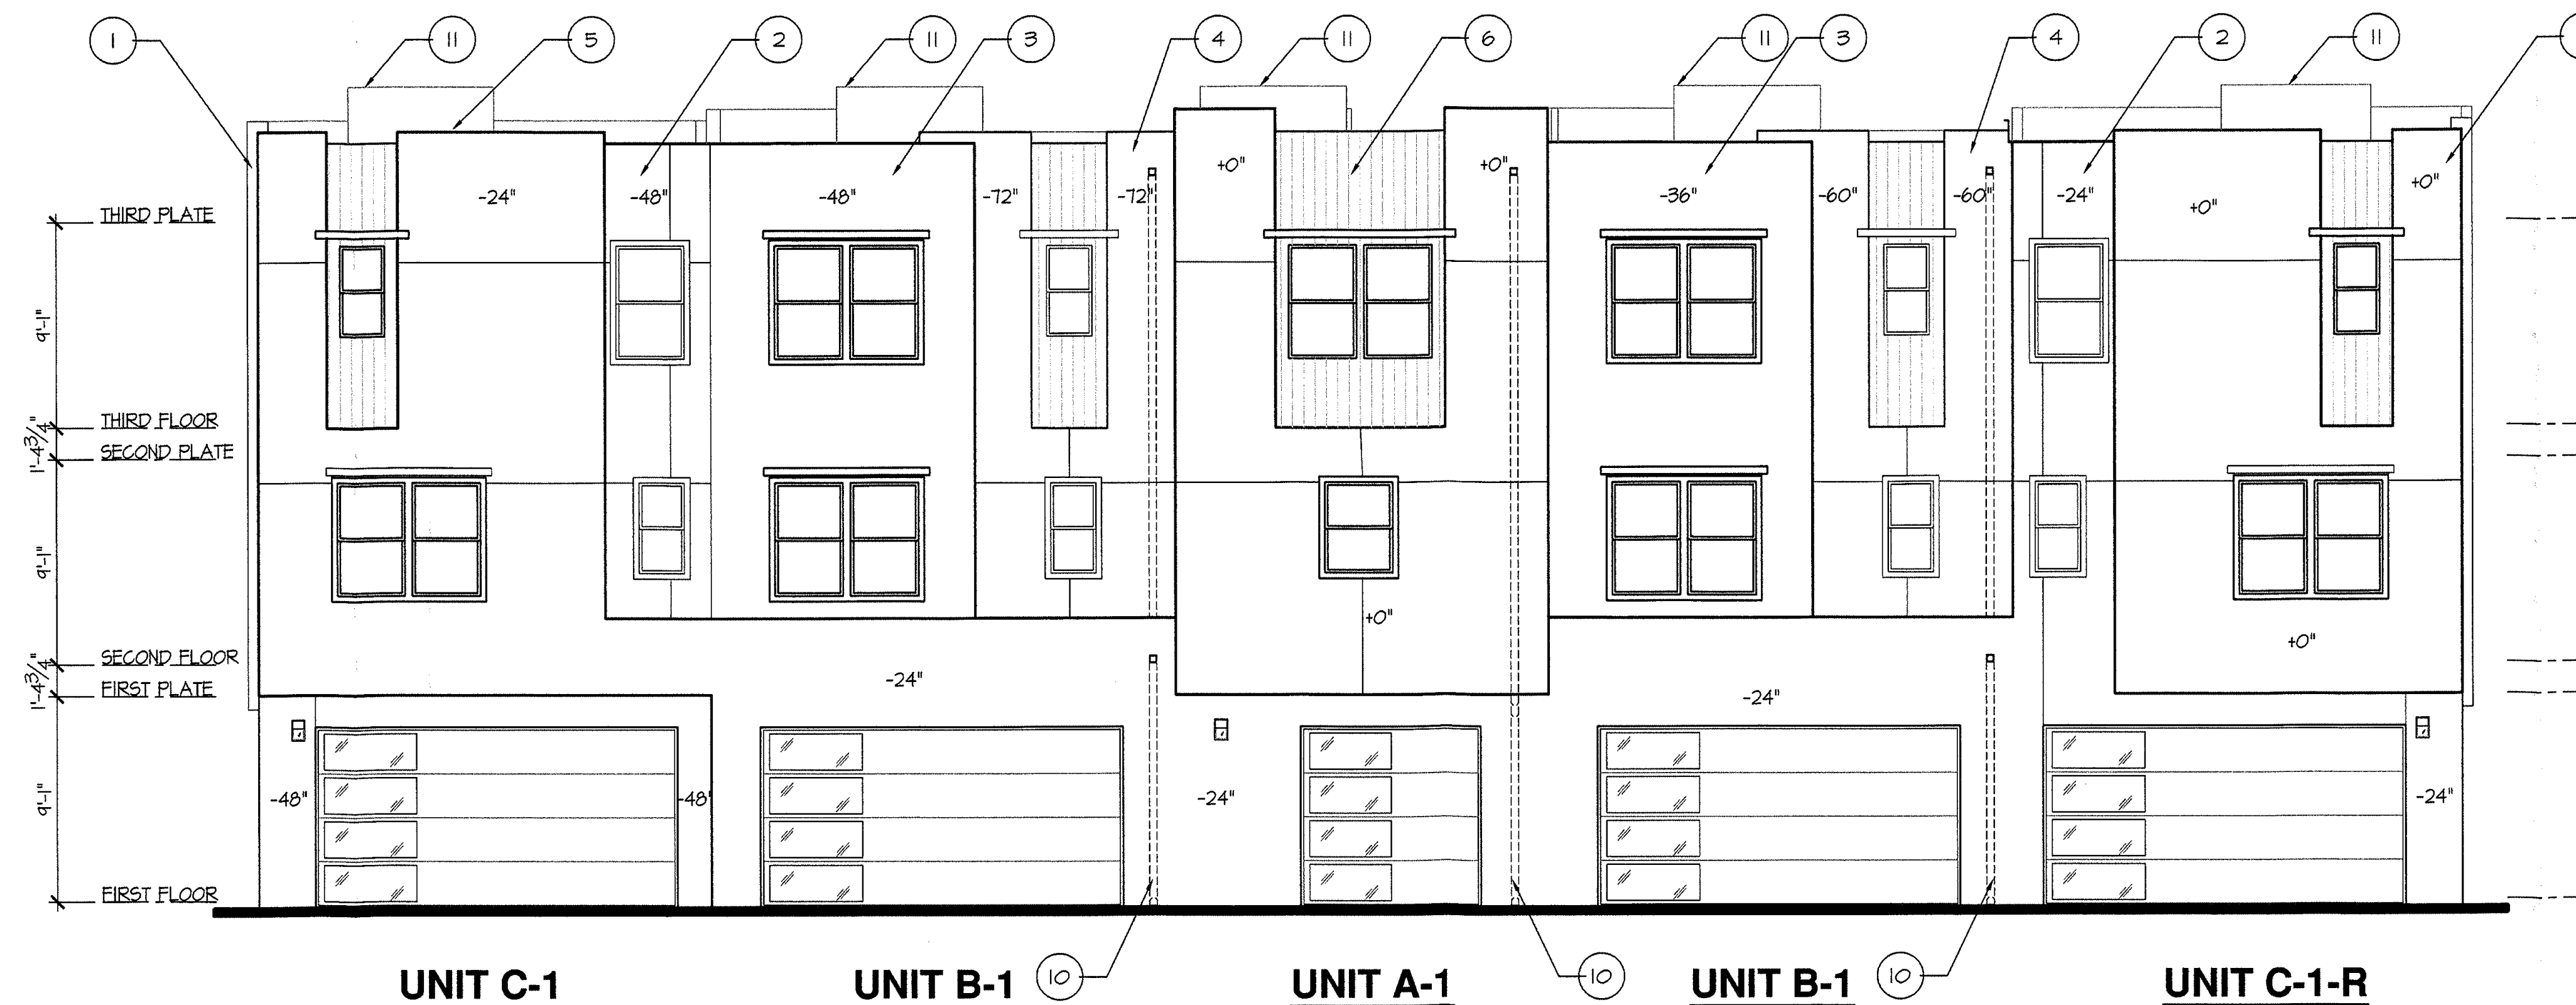 1 11 5 2 11 3 4 11 6 11 3 4 2 11
+0" +0" +0"
-24" -48" -48" -72" -72" -36" -60" -60" -24" +0"
THIRD PLATE
9'-1"
THIRD FLOOR
1'-4 3/4"
SECOND PLATE
9'-1"
+0"
+0"
SECOND FLOOR
-24" -24"
1'-4 3/4"
FIRST PLATE
9'-1"
-48" -48" -24" -24"
FIRST FLOOR
UNIT C-1 UNIT B-1 10 UNIT A-1 10 UNIT B-1 10 UNIT C-1-R